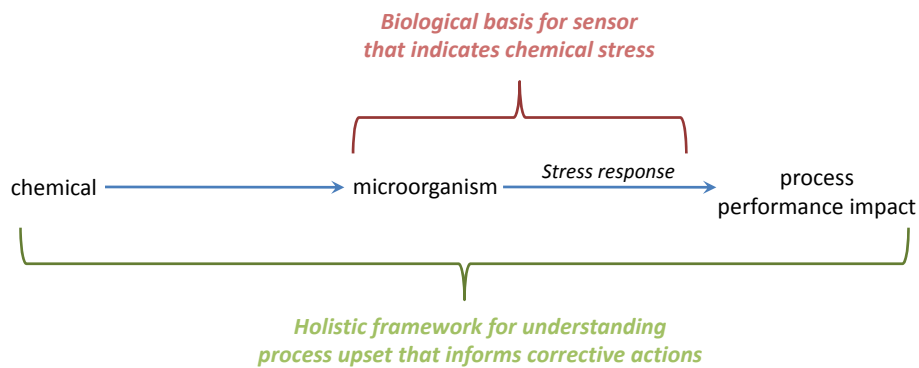 Biological basis for sensor
that indicates chemical stress
chemical
microorganism
Stress response
process
performance impact
Holistic framework for understanding
process upset that informs corrective actions